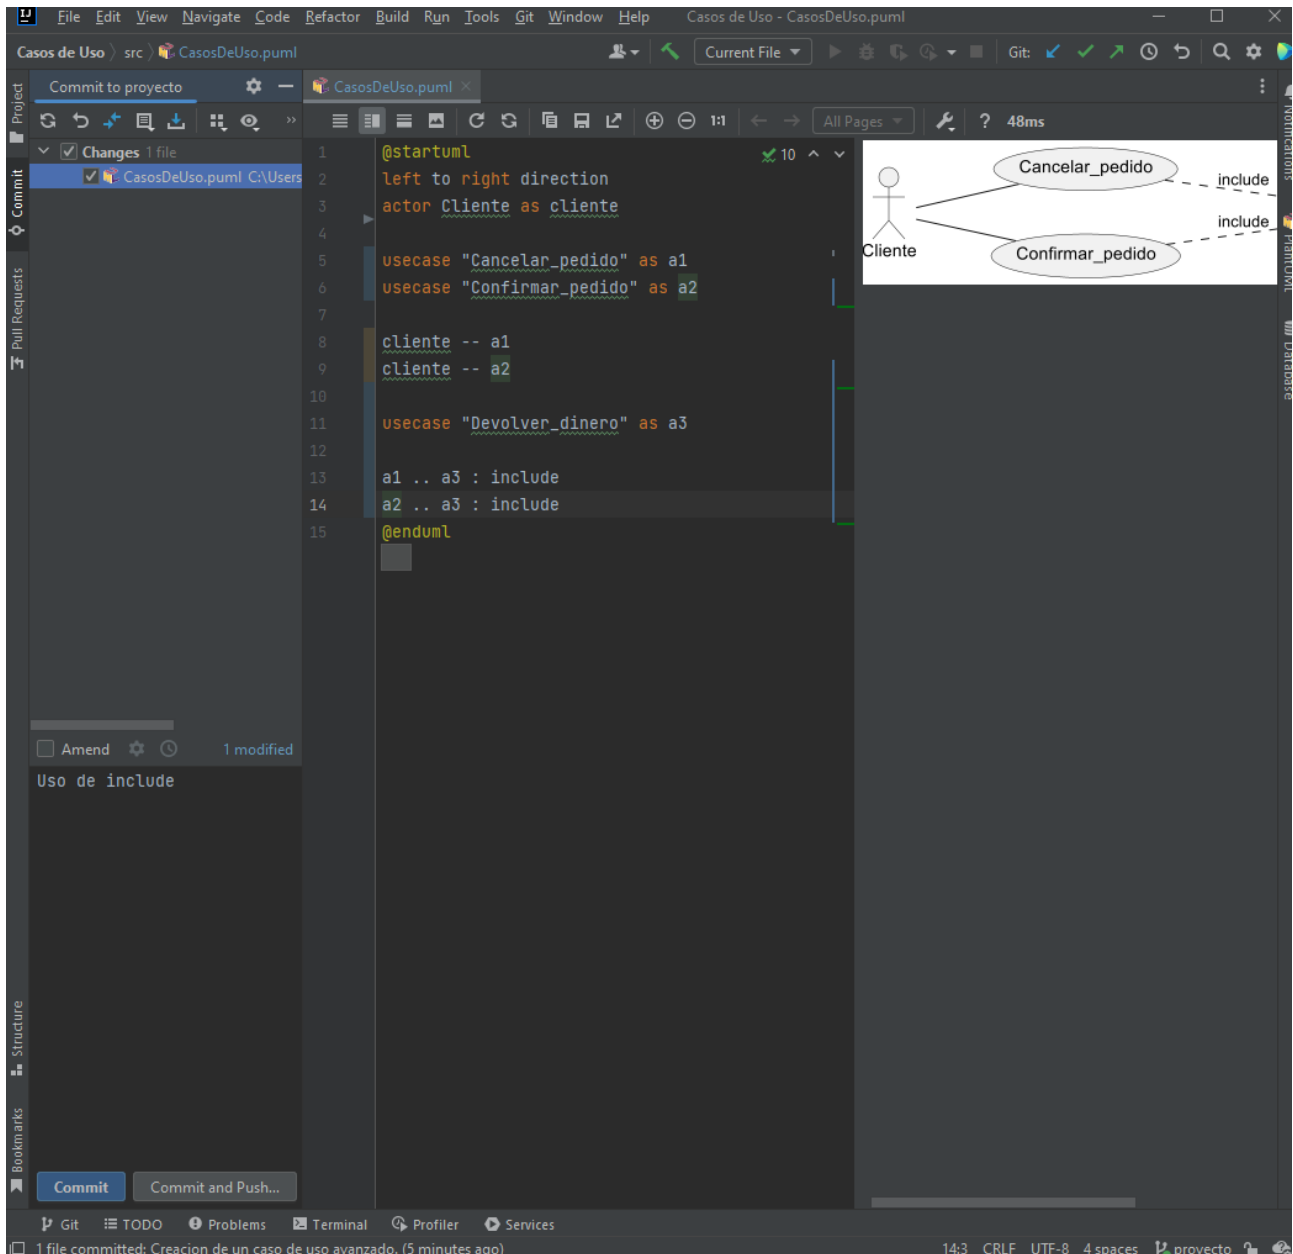 IJ File Edit View Navigate Code Refactor Build Run Tools Git Window Help Casos de Uso - CasosDeUso.puml
Casos de Uso src CasosDeUso.puml Current File Git:
Project
Commit
Pull Requests
Structure
Bookmarks
Commit to proyecto
Changes 1 file
CasosDeUso.puml C:\Users
Amend 1 modified
Uso de include
Commit Commit and Push...
CasosDeUso.puml
1:1 All Pages ? 48ms
10
1 @startuml
2 left to right direction
3 actor Cliente as cliente
4
5 usecase "Cancelar_pedido" as a1
6 usecase "Confirmar_pedido" as a2
7
8 cliente -- a1
9 cliente -- a2
10
11 usecase "Devolver_dinero" as a3
12
13 a1 .. a3 : include
14 a2 .. a3 : include
15 @enduml
Cancelar_pedido
include
include
Cliente
Confirmar_pedido
Notifications
PlantUML
Database
Git TODO Problems Terminal Profiler Services
1 file committed: Creacion de un caso de uso avanzado. (5 minutes ago) 14:3 CRLF UTF-8 4 spaces proyecto